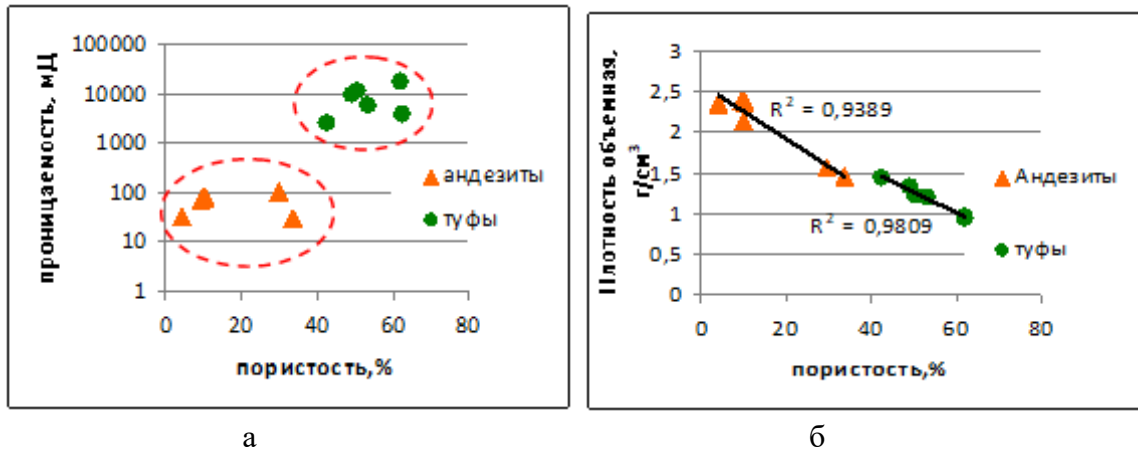 проницаемость, мД
100000
10000
1000
100
10
1
0 20 40 60 80
пористость,%
андезиты
туфы
а
Плотность объемная,
г/см³
3
2,5
2
1,5
1
0,5
0
0 20 40 60 80
пористость,%
R² = 0,9389
R² = 0,9809
Андезиты
туфы
б